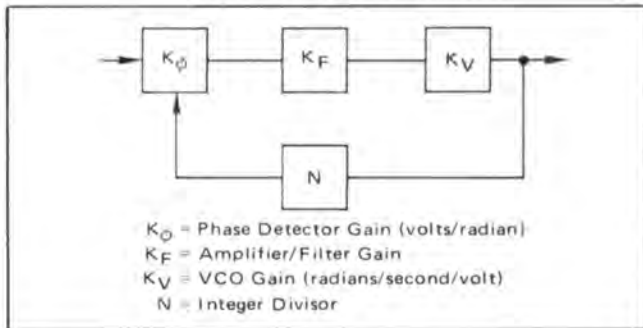 Kϕ
KF
KV
N
Kϕ = Phase Detector Gain (volts/radian)
KF = Amplifier/Filter Gain
KV = VCO Gain (radians/second/volt)
N = Integer Divisor